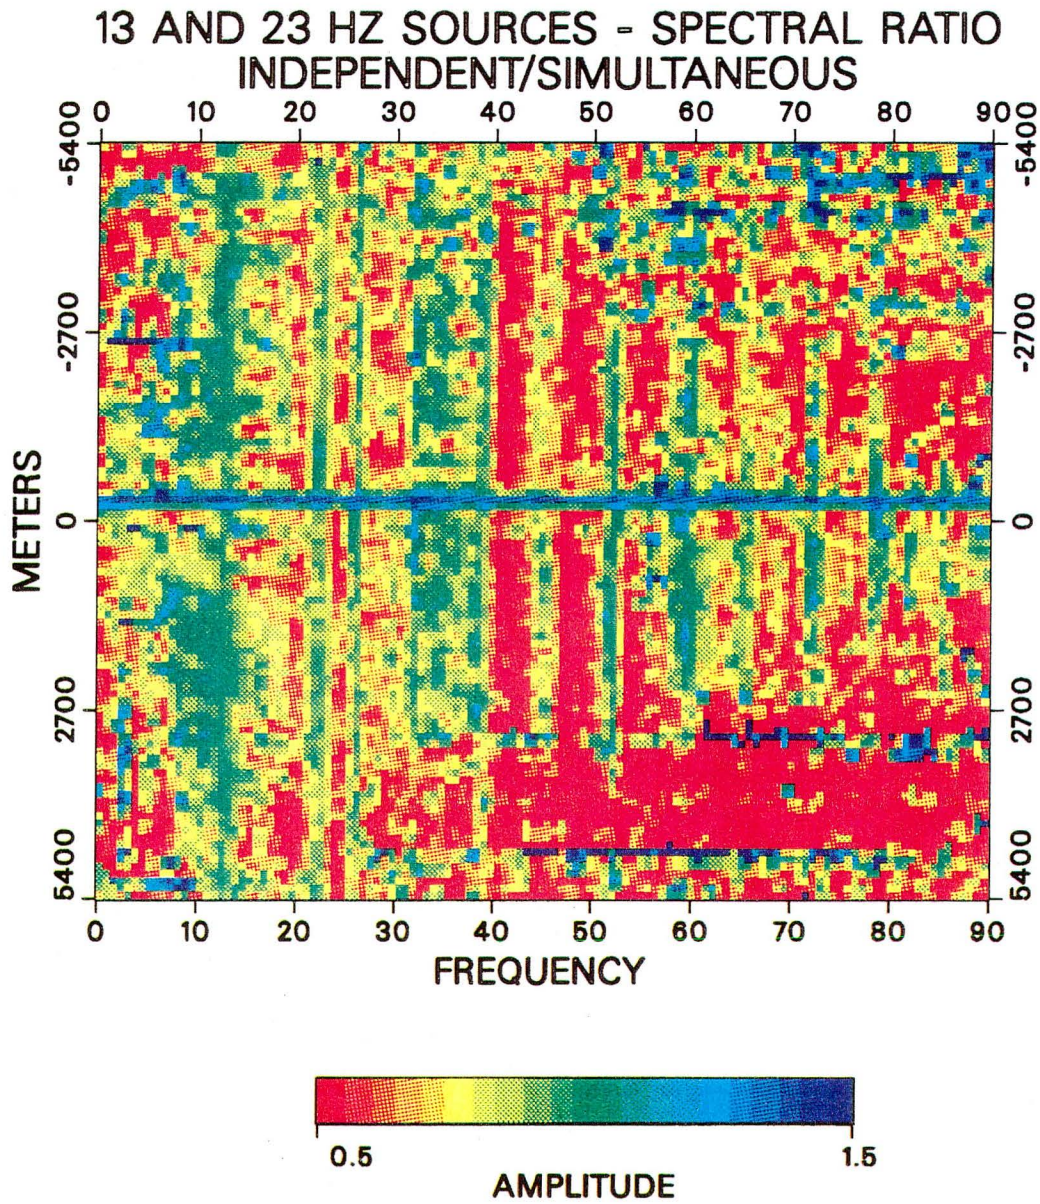 13 AND 23 HZ SOURCES - SPECTRAL RATIO
INDEPENDENT/SIMULTANEOUS
0 10 20 30 40 50 60 70 80 90
-5400 -5400
-2700 -2700
METERS
0 0
2700 2700
5400 5400
0 10 20 30 40 50 60 70 80 90
FREQUENCY
0.5 1.5
AMPLITUDE